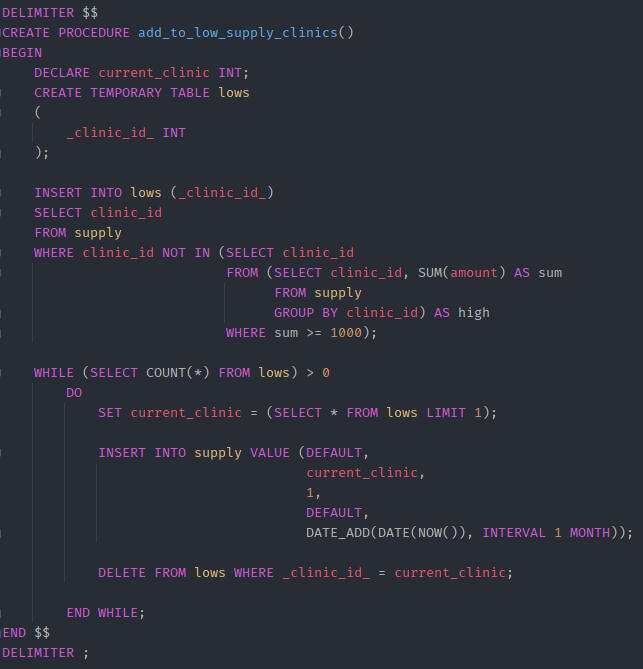 DELIMITER $$
CREATE PROCEDURE add_to_low_supply_clinics()
BEGIN
    DECLARE current_clinic INT;
    CREATE TEMPORARY TABLE lows
    (
        _clinic_id_ INT
    );

    INSERT INTO lows (_clinic_id_)
    SELECT clinic_id
    FROM supply
    WHERE clinic_id NOT IN (SELECT clinic_id
                            FROM (SELECT clinic_id, SUM(amount) AS sum
                                  FROM supply
                                  GROUP BY clinic_id) AS high
                            WHERE sum >= 1000);

    WHILE (SELECT COUNT(*) FROM lows) > 0
        DO
            SET current_clinic = (SELECT * FROM lows LIMIT 1);

            INSERT INTO supply VALUE (DEFAULT,
                                      current_clinic,
                                      1,
                                      DEFAULT,
                                      DATE_ADD(DATE(NOW()), INTERVAL 1 MONTH));

            DELETE FROM lows WHERE _clinic_id_ = current_clinic;

        END WHILE;
END $$
DELIMITER ;